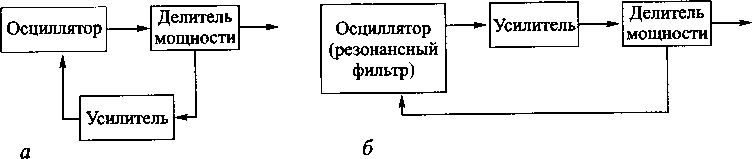 Осциллятор
Делитель
мощности
Усилитель
а
Осциллятор
(резонансный
фильтр)
Усилитель
Делитель
мощности
б